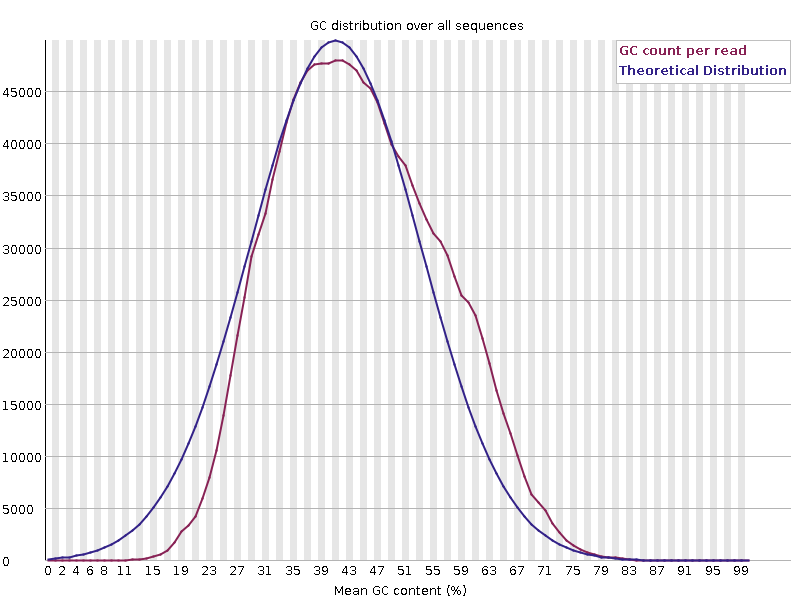 GC distribution over all sequences
GC count per read
Theoretical Distribution
45000
40000
35000
30000
25000
20000
15000
10000
5000
0
0 2 4 6 8 11 15 19 23 27 31 35 39 43 47 51 55 59 63 67 71 75 79 83 87 91 95 99
Mean GC content (%)